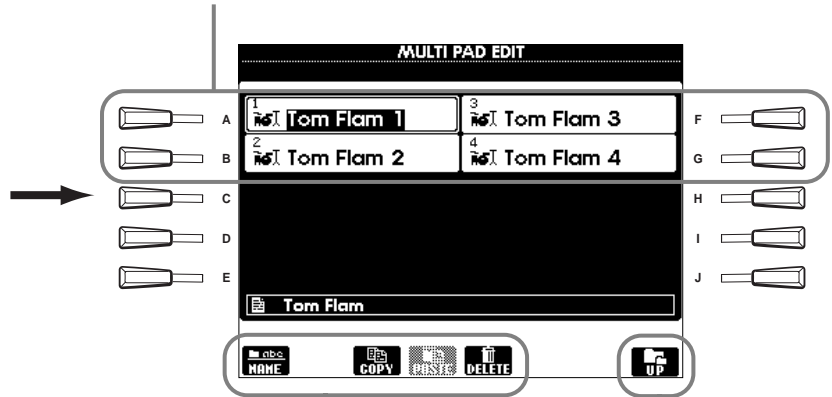 MULTI PAD EDIT
A
1
Tom Flam 1
3
Tom Flam 3
F
B
2
Tom Flam 2
4
Tom Flam 4
G
C
H
D
I
E
J
Tom Flam
abc
NAME
COPY
PASTE
DELETE
UP